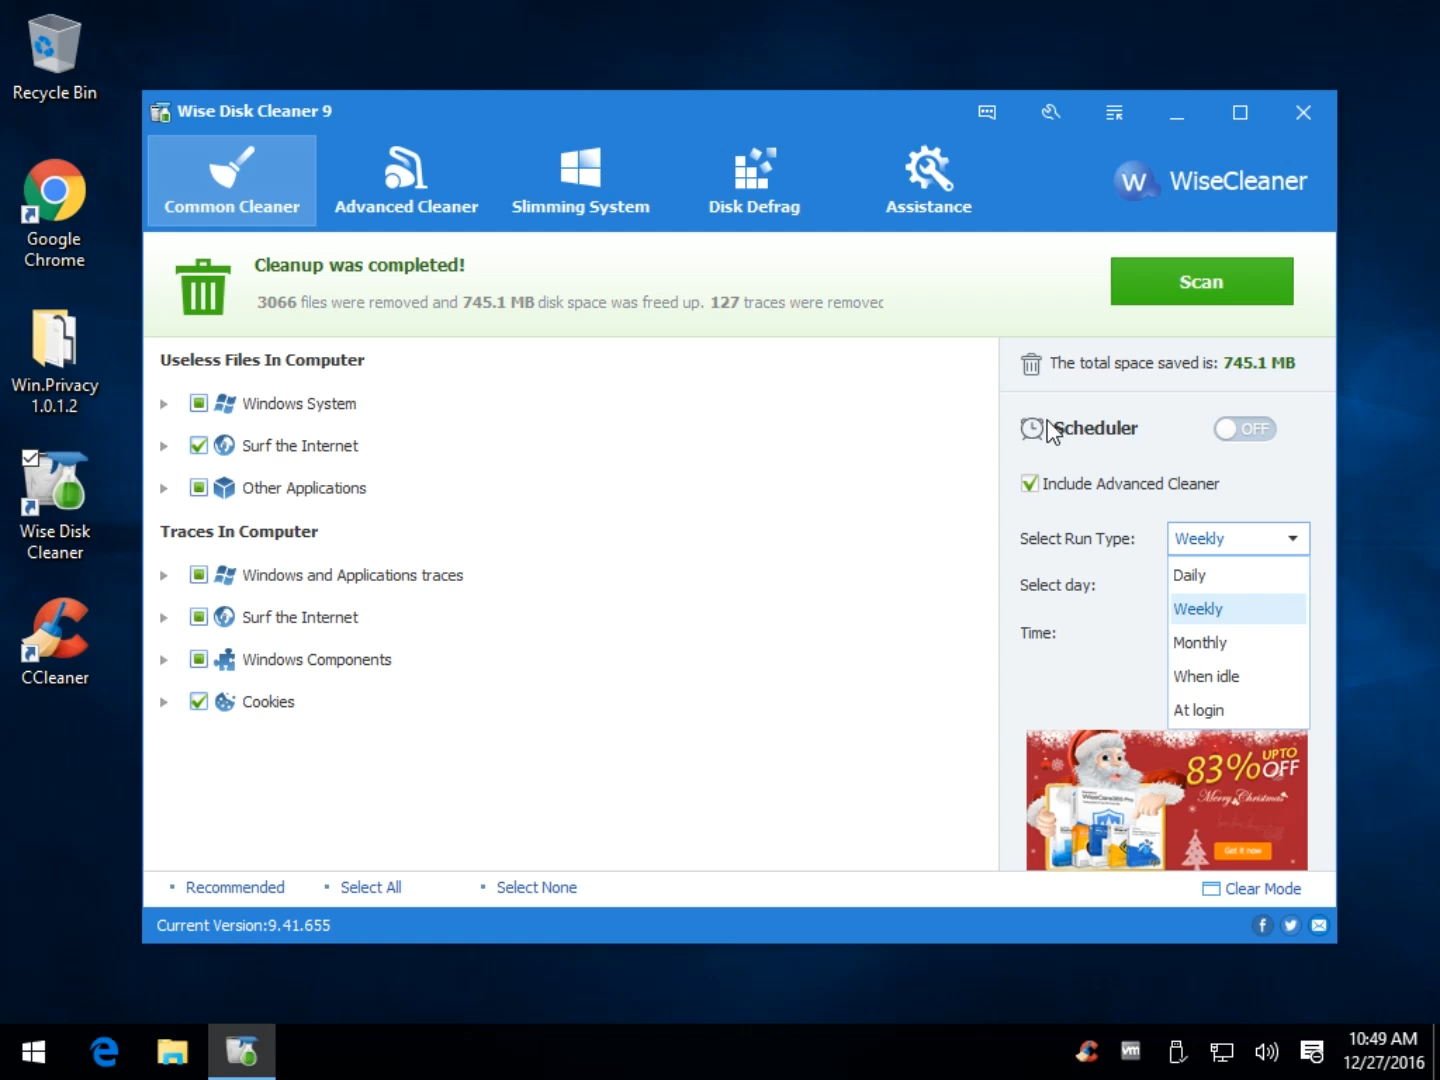 Recycle Bin
Google
Chrome
Win.Privacy
1.0.1.2
Wise Disk
Cleaner
CCleaner
Wise Disk Cleaner 9
Common Cleaner
Advanced Cleaner
Slimming System
Disk Defrag
Assistance
W WiseCleaner
Cleanup was completed!
3066 files were removed and 745.1 MB disk space was freed up. 127 traces were removed
Scan
Useless Files In Computer
Windows System
Surf the Internet
Other Applications
Traces In Computer
Windows and Applications traces
Surf the Internet
Windows Components
Cookies
The total space saved is: 745.1 MB
Scheduler
OFF
Include Advanced Cleaner
Select Run Type:
Weekly
Daily
Weekly
Monthly
When idle
At login
Select day:
Time:
83% UPTO OFF
Merry Christmas
Get it now
Recommended
Select All
Select None
Clear Mode
Current Version:9.41.655
vm
10:49 AM
12/27/2016